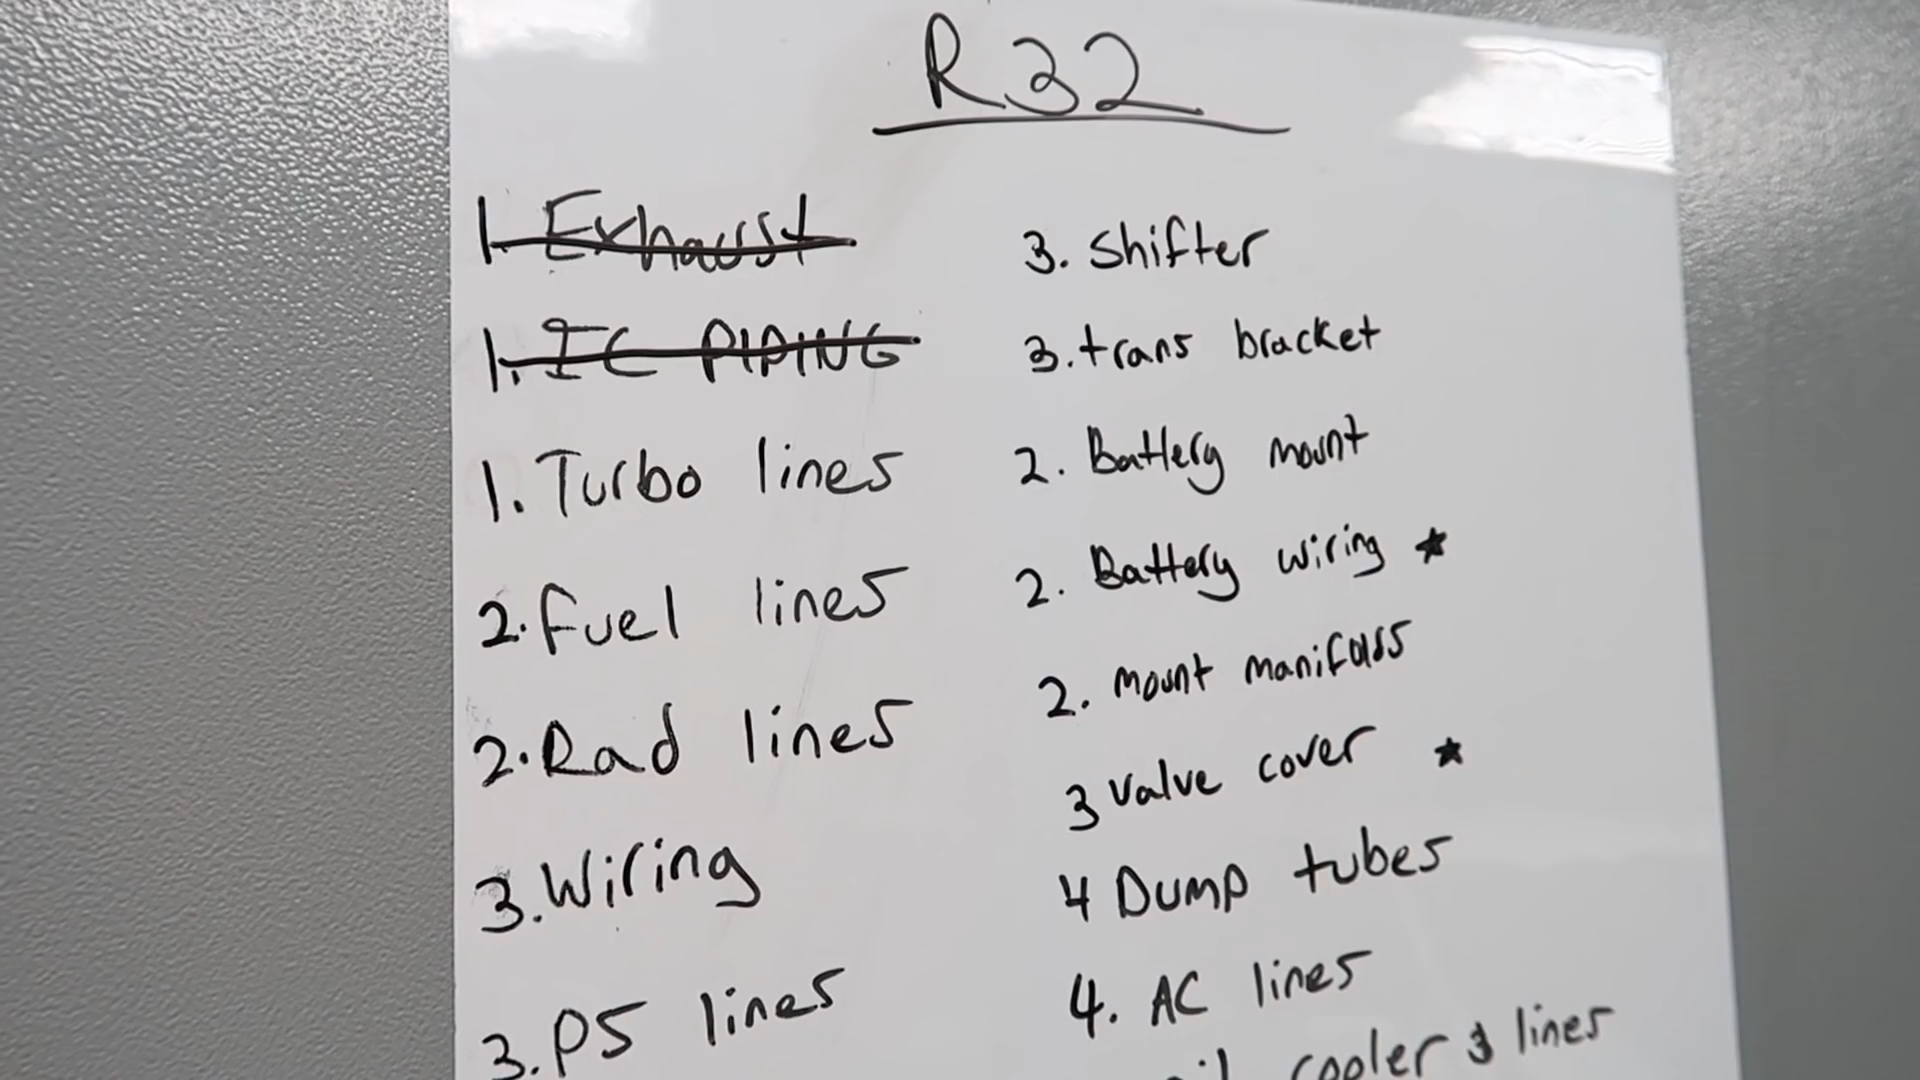 R32
1. Exhaust
1. IC PIPING
1. Turbo lines
2. Fuel lines
2. Rad lines
3. Wiring
3. PS lines
3. Shifter
3. trans bracket
2. Battery mount
2. Battery wiring ★
2. mount manifolds
3 valve cover ★
4 Dump tubes
4. AC lines
cooler & lines